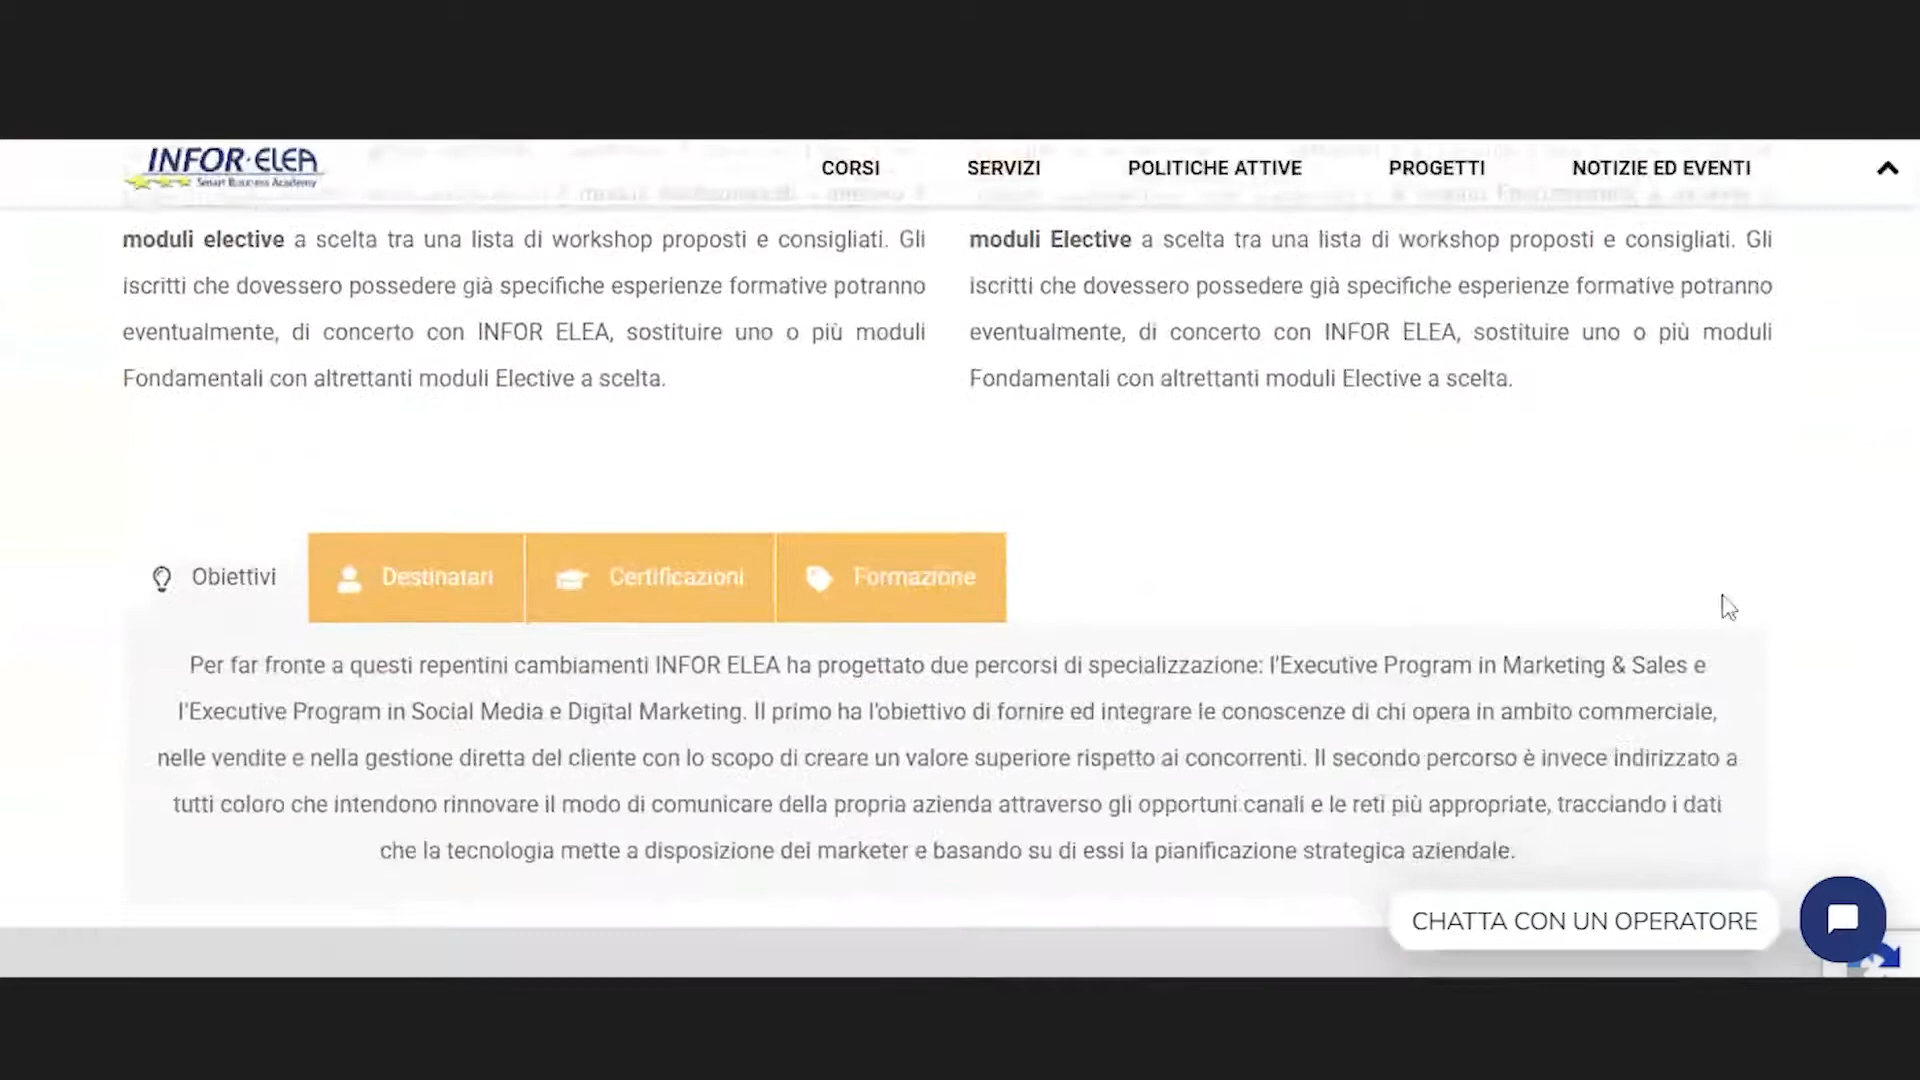 INFOR·ELEA
Smart Business Academy
CORSI
SERVIZI
POLITICHE ATTIVE
PROGETTI
NOTIZIE ED EVENTI
moduli elective a scelta tra una lista di workshop proposti e consigliati. Gli
iscritti che dovessero possedere già specifiche esperienze formative potranno
eventualmente, di concerto con INFOR ELEA, sostituire uno o più moduli
Fondamentali con altrettanti moduli Elective a scelta.
moduli Elective a scelta tra una lista di workshop proposti e consigliati. Gli
iscritti che dovessero possedere già specifiche esperienze formative potranno
eventualmente, di concerto con INFOR ELEA, sostituire uno o più moduli
Fondamentali con altrettanti moduli Elective a scelta.
Obiettivi
Destinatari
Certificazioni
Formazione
Per far fronte a questi repentini cambiamenti INFOR ELEA ha progettato due percorsi di specializzazione: l'Executive Program in Marketing & Sales e
l'Executive Program in Social Media e Digital Marketing. Il primo ha l'obiettivo di fornire ed integrare le conoscenze di chi opera in ambito commerciale,
nelle vendite e nella gestione diretta del cliente con lo scopo di creare un valore superiore rispetto ai concorrenti. Il secondo percorso è invece indirizzato a
tutti coloro che intendono rinnovare il modo di comunicare della propria azienda attraverso gli opportuni canali e le reti più appropriate, tracciando i dati
che la tecnologia mette a disposizione dei marketer e basando su di essi la pianificazione strategica aziendale.
CHATTA CON UN OPERATORE